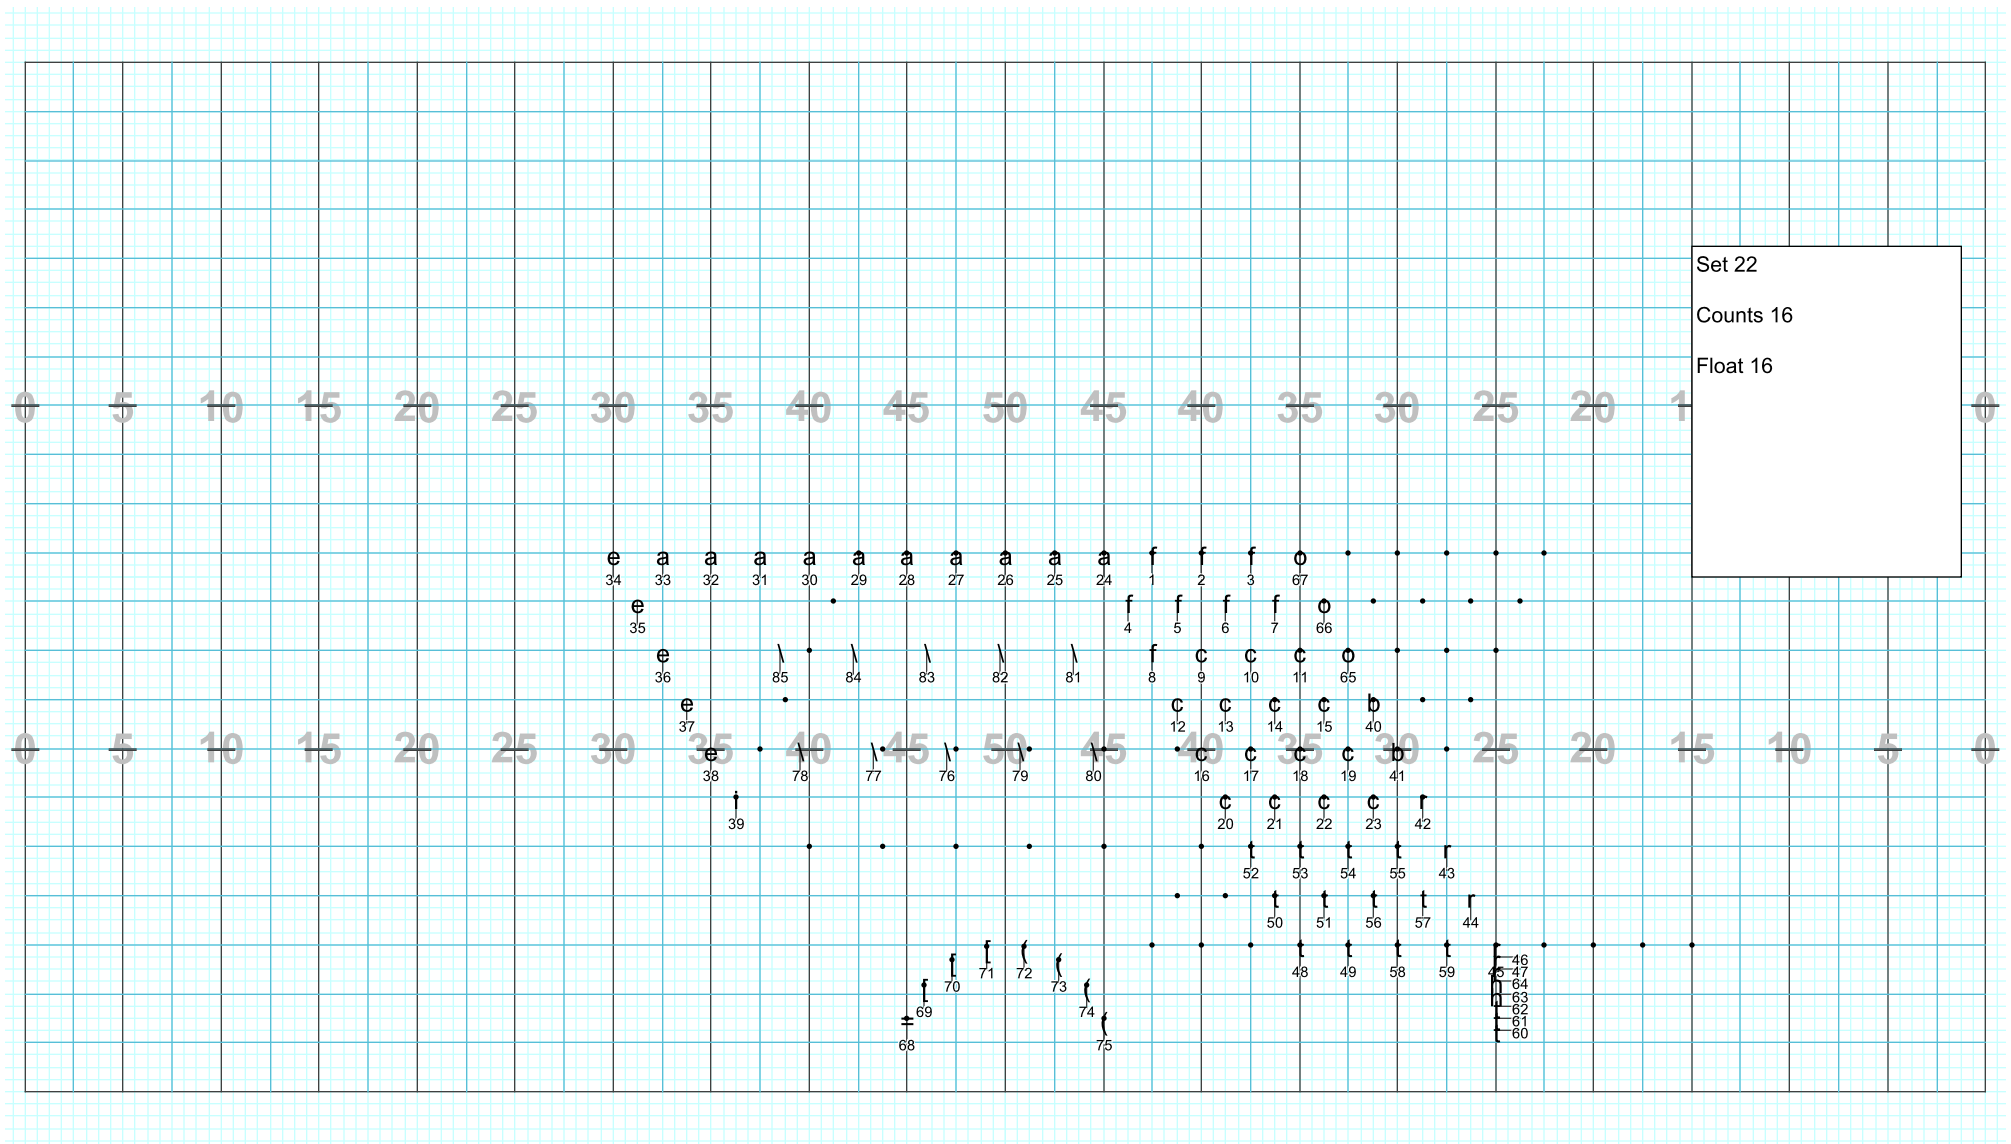 Set 22
Counts 16
Float 16
0 5 10 15 20 25 30 35 40 45 50 45 40 35 30 25 20 1 0
e a a a a a a a a a a f f f o
34 33 32 31 30 29 28 27 26 25 24 1 2 3 67
e f f f f o
35 4 5 6 7 66
e \ \ \ \ \ f c c c o
36 85 84 83 82 81 8 9 10 11 65
e c c c c b
37 12 13 14 15 40
0 5 10 15 20 25 30 35 40 45 50 45 40 35 30 25 20 15 10 5 0
e \ \ \ \ \ c c c c b
38 78 77 76 79 80 16 17 18 19 41
i c c c c r
39 20 21 22 23 42
t t t t r
52 53 54 55 43
t t t t r
50 51 56 57 44
[ ( t t t t r
71 72 48 49 58 59 45 46
[ ( 47
70 73 64
[ ( 63
69 74 62
= ( 61
68 75 60